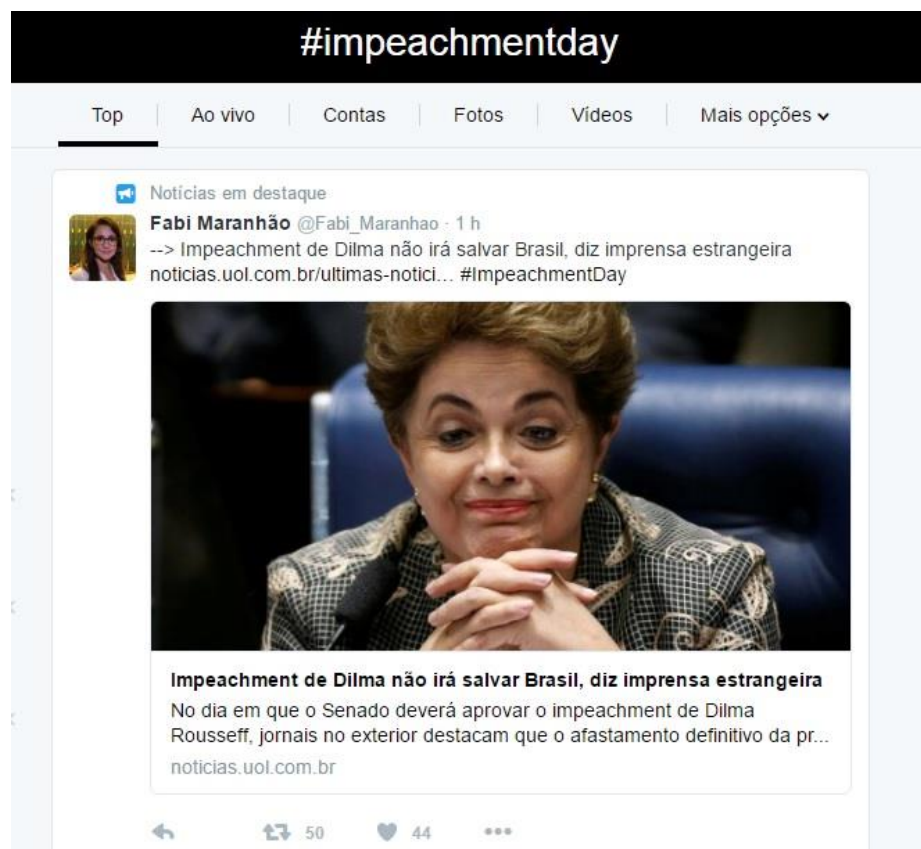 #impeachmentday
Top Ao vivo Contas Fotos Vídeos Mais opções
Notícias em destaque
Fabi Maranhão @Fabi_Maranhao · 1 h
--> Impeachment de Dilma não irá salvar Brasil, diz imprensa estrangeira
noticias.uol.com.br/ultimas-notici... #ImpeachmentDay
Impeachment de Dilma não irá salvar Brasil, diz imprensa estrangeira
No dia em que o Senado deverá aprovar o impeachment de Dilma
Rousseff, jornais no exterior destacam que o afastamento definitivo da pr...
noticias.uol.com.br
50 44